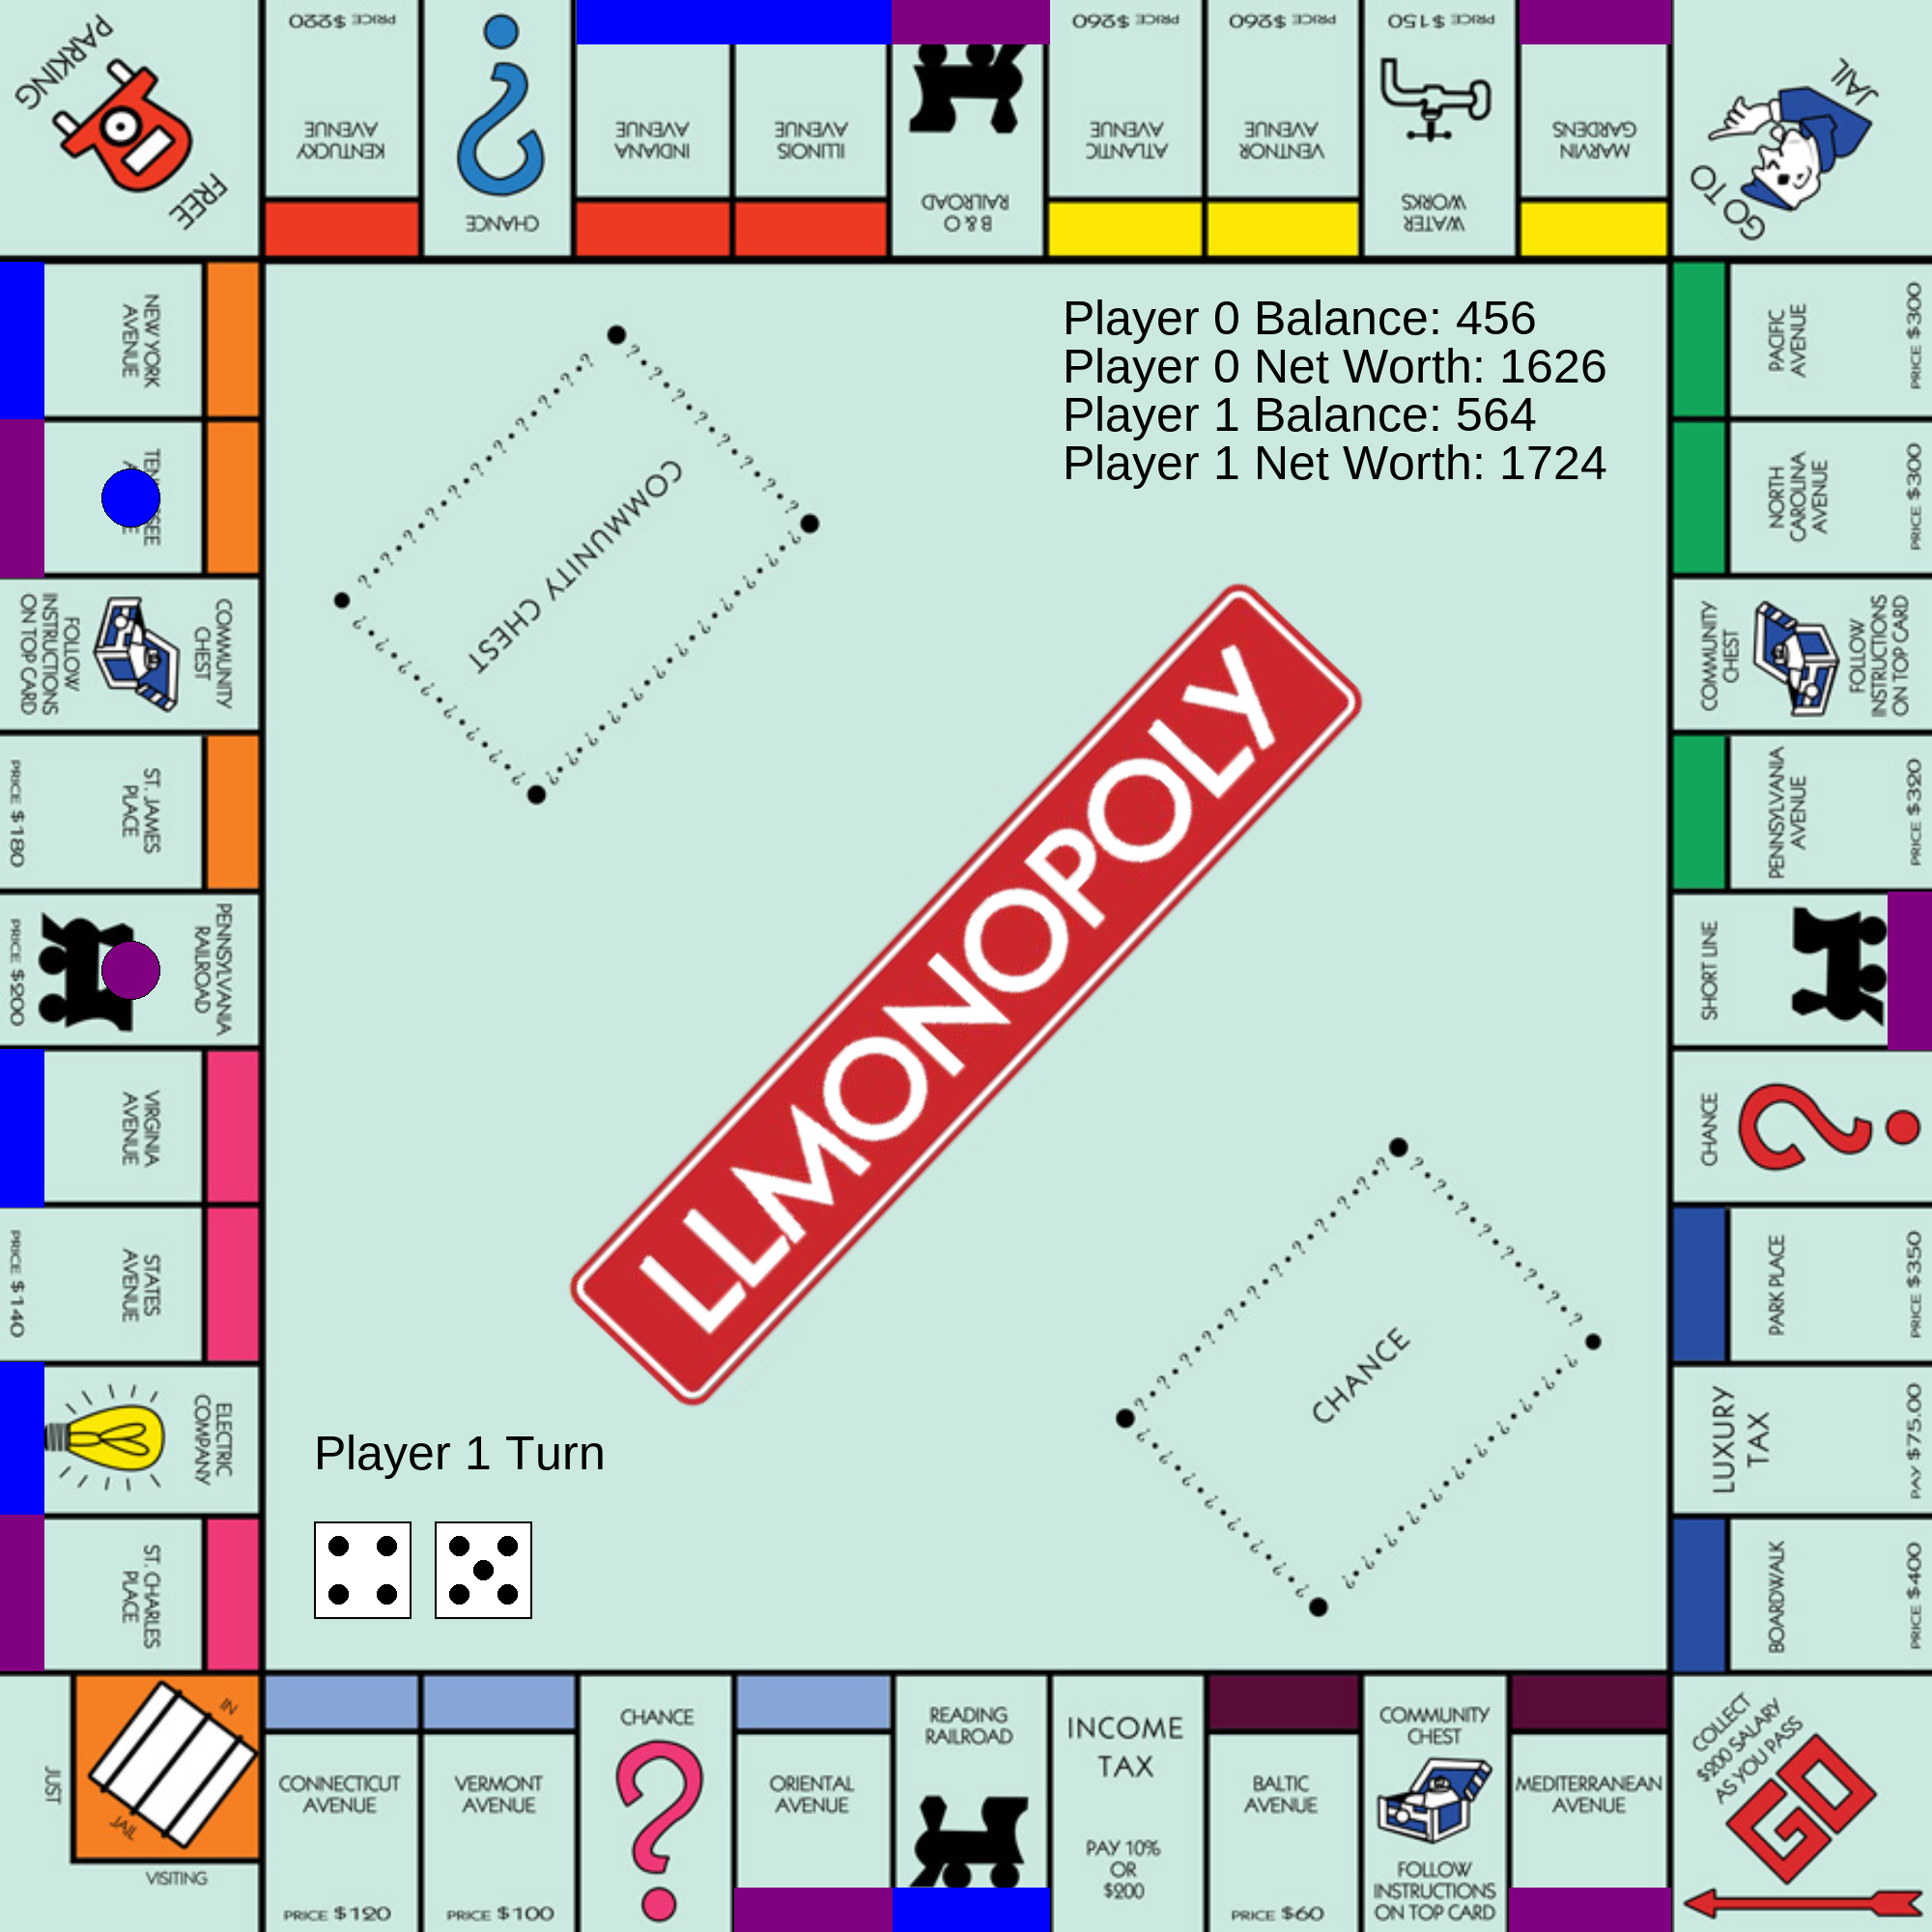 FREE
PARKING
PRICE $220
KENTUCKY
AVENUE
CHANCE
INDIANA
AVENUE
ILLINOIS
AVENUE
B & O
RAILROAD
PRICE $260
ATLANTIC
AVENUE
PRICE $260
VENTNOR
AVENUE
PRICE $150
WATER
WORKS
MARVIN
GARDENS
GO TO
JAIL
NEW YORK
AVENUE
COMMUNITY
CHEST
FOLLOW
INSTRUCTIONS
ON TOP CARD
ST. JAMES
PLACE
PRICE $180
PENNSYLVANIA
RAILROAD
PRICE $200
VIRGINIA
AVENUE
STATES
AVENUE
PRICE $140
ELECTRIC
COMPANY
ST. CHARLES
PLACE
Player 0 Balance: 456
Player 0 Net Worth: 1626
Player 1 Balance: 564
Player 1 Net Worth: 1724
COMMUNITY CHEST
LLMONOPOLY
CHANCE
Player 1 Turn
PACIFIC
AVENUE
PRICE $300
NORTH
CAROLINA
AVENUE
PRICE $300
COMMUNITY
CHEST
FOLLOW
INSTRUCTIONS
ON TOP CARD
PENNSYLVANIA
AVENUE
PRICE $320
SHORT LINE
CHANCE
PARK PLACE
PRICE $350
LUXURY
TAX
PAY $75.00
BOARDWALK
PRICE $400
JUST
VISITING
IN
JAIL
CONNECTICUT
AVENUE
PRICE $120
VERMONT
AVENUE
PRICE $100
CHANCE
ORIENTAL
AVENUE
READING
RAILROAD
INCOME
TAX
PAY 10%
OR
$200
BALTIC
AVENUE
PRICE $60
COMMUNITY
CHEST
FOLLOW
INSTRUCTIONS
ON TOP CARD
MEDITERRANEAN
AVENUE
COLLECT
$200 SALARY
AS YOU PASS
GO